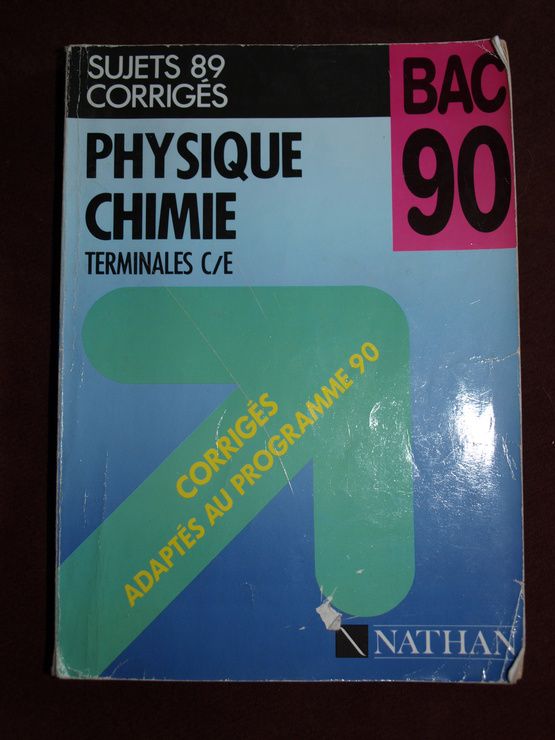 SUJETS 89
CORRIGÉS
BAC
90
PHYSIQUE
CHIMIE
TERMINALES C/E
CORRIGÉS
ADAPTÉS AU PROGRAMME 90
NATHAN